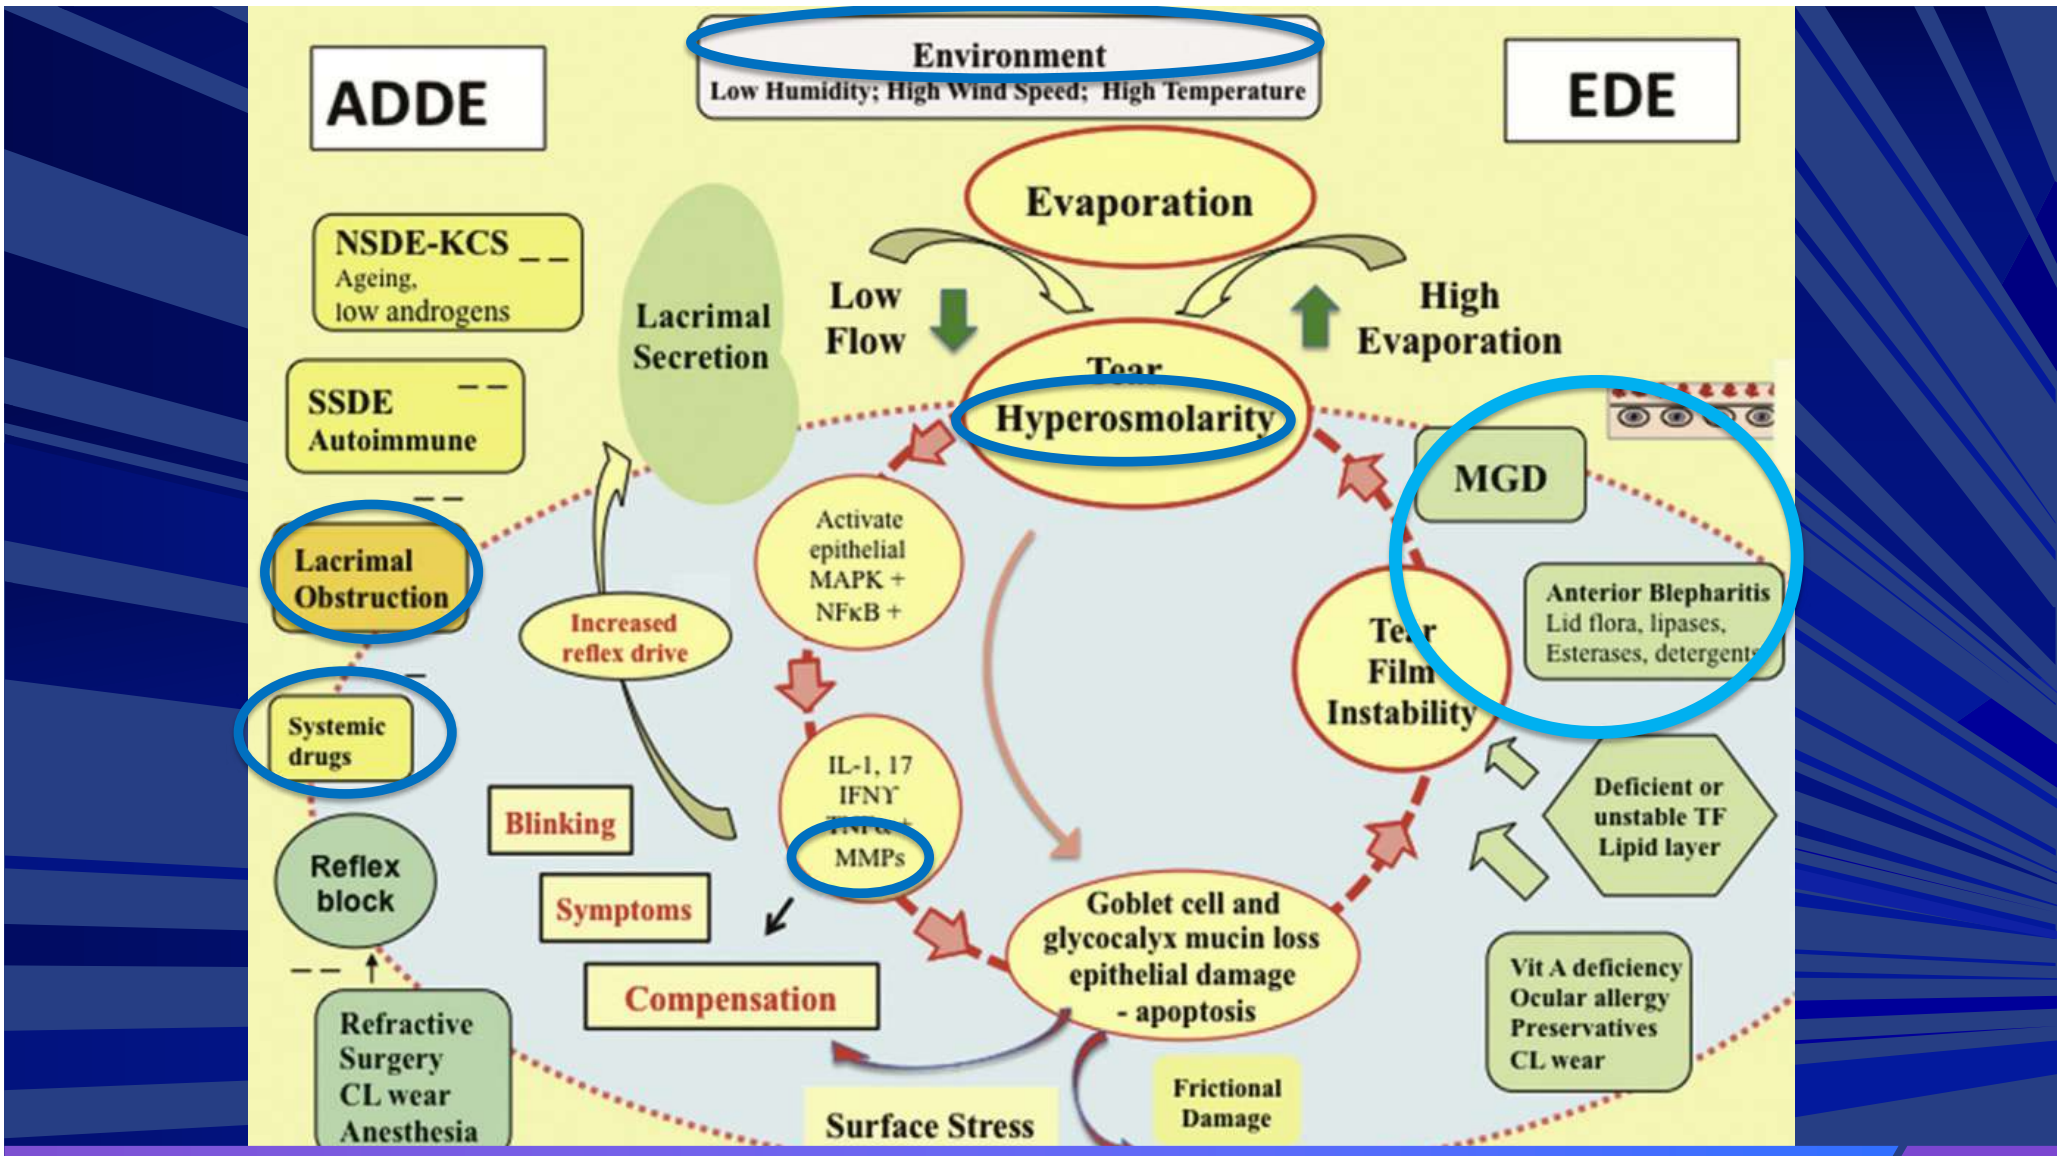 Environment
Low Humidity; High Wind Speed; High Temperature
ADDE
EDE
Evaporation
NSDE-KCS
Ageing,
low androgens
Lacrimal
Secretion
Low
Flow
High
Evaporation
Tear
Hyperosmolarity
SSDE
Autoimmune
MGD
Activate
epithelial
MAPK +
NFκB +
Lacrimal
Obstruction
Increased
reflex drive
Tear
Film
Instability
Anterior Blepharitis
Lid flora, lipases,
Esterases, detergents
Systemic
drugs
IL-1, 17
IFNϒ
TNFα +
MMPs
Blinking
Deficient or
unstable TF
Lipid layer
Reflex
block
Symptoms
Goblet cell and
glycocalyx mucin loss
epithelial damage
- apoptosis
Compensation
Vit A deficiency
Ocular allergy
Preservatives
CL wear
Refractive
Surgery
CL wear
Anesthesia
Surface Stress
Frictional
Damage